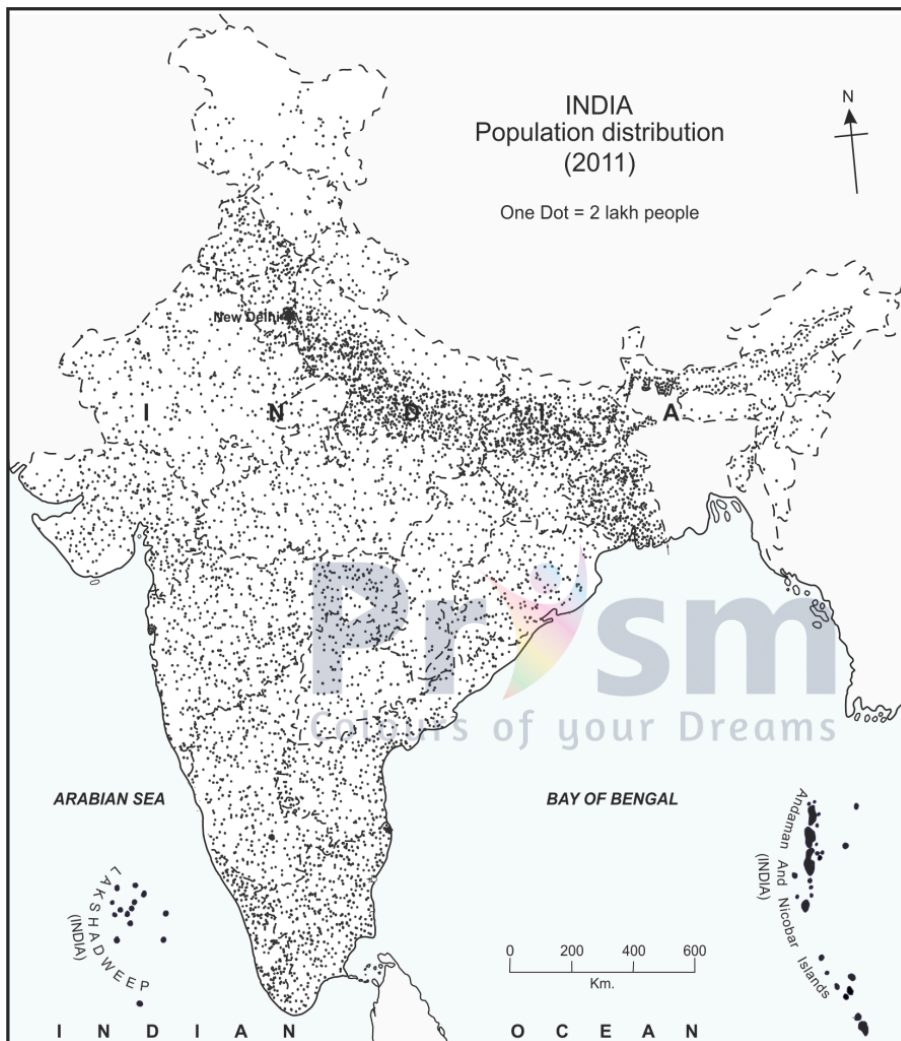 INDIA
Population distribution
(2011)
One Dot = 2 lakh people
N
New Delhi
I N D I A
Prism
Colours of your Dreams
ARABIAN SEA
BAY OF BENGAL
LAKSHADWEEP
(INDIA)
Andaman And Nicobar Islands
(INDIA)
0 200 400 600
Km.
I N D I A N O C E A N